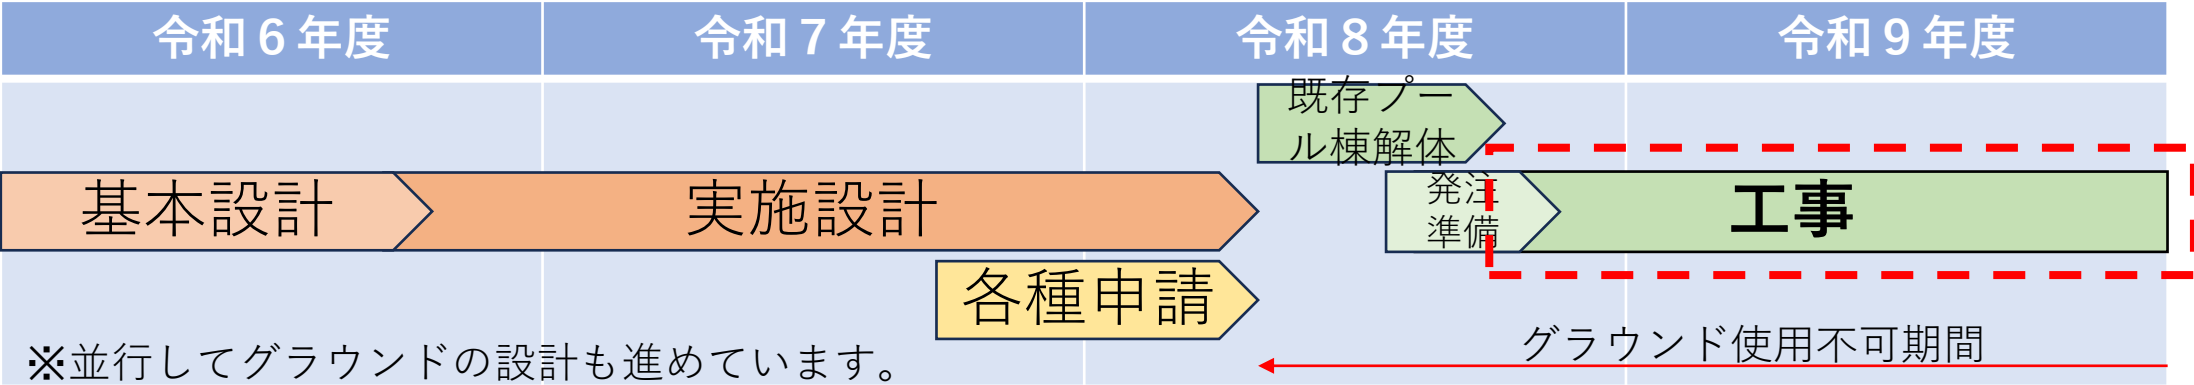 令和６年度
令和７年度
令和８年度
令和９年度
既存プー
ル棟解体
基本設計
実施設計
発注
準備
工事
各種申請
グラウンド使用不可期間
※並行してグラウンドの設計も進めています。